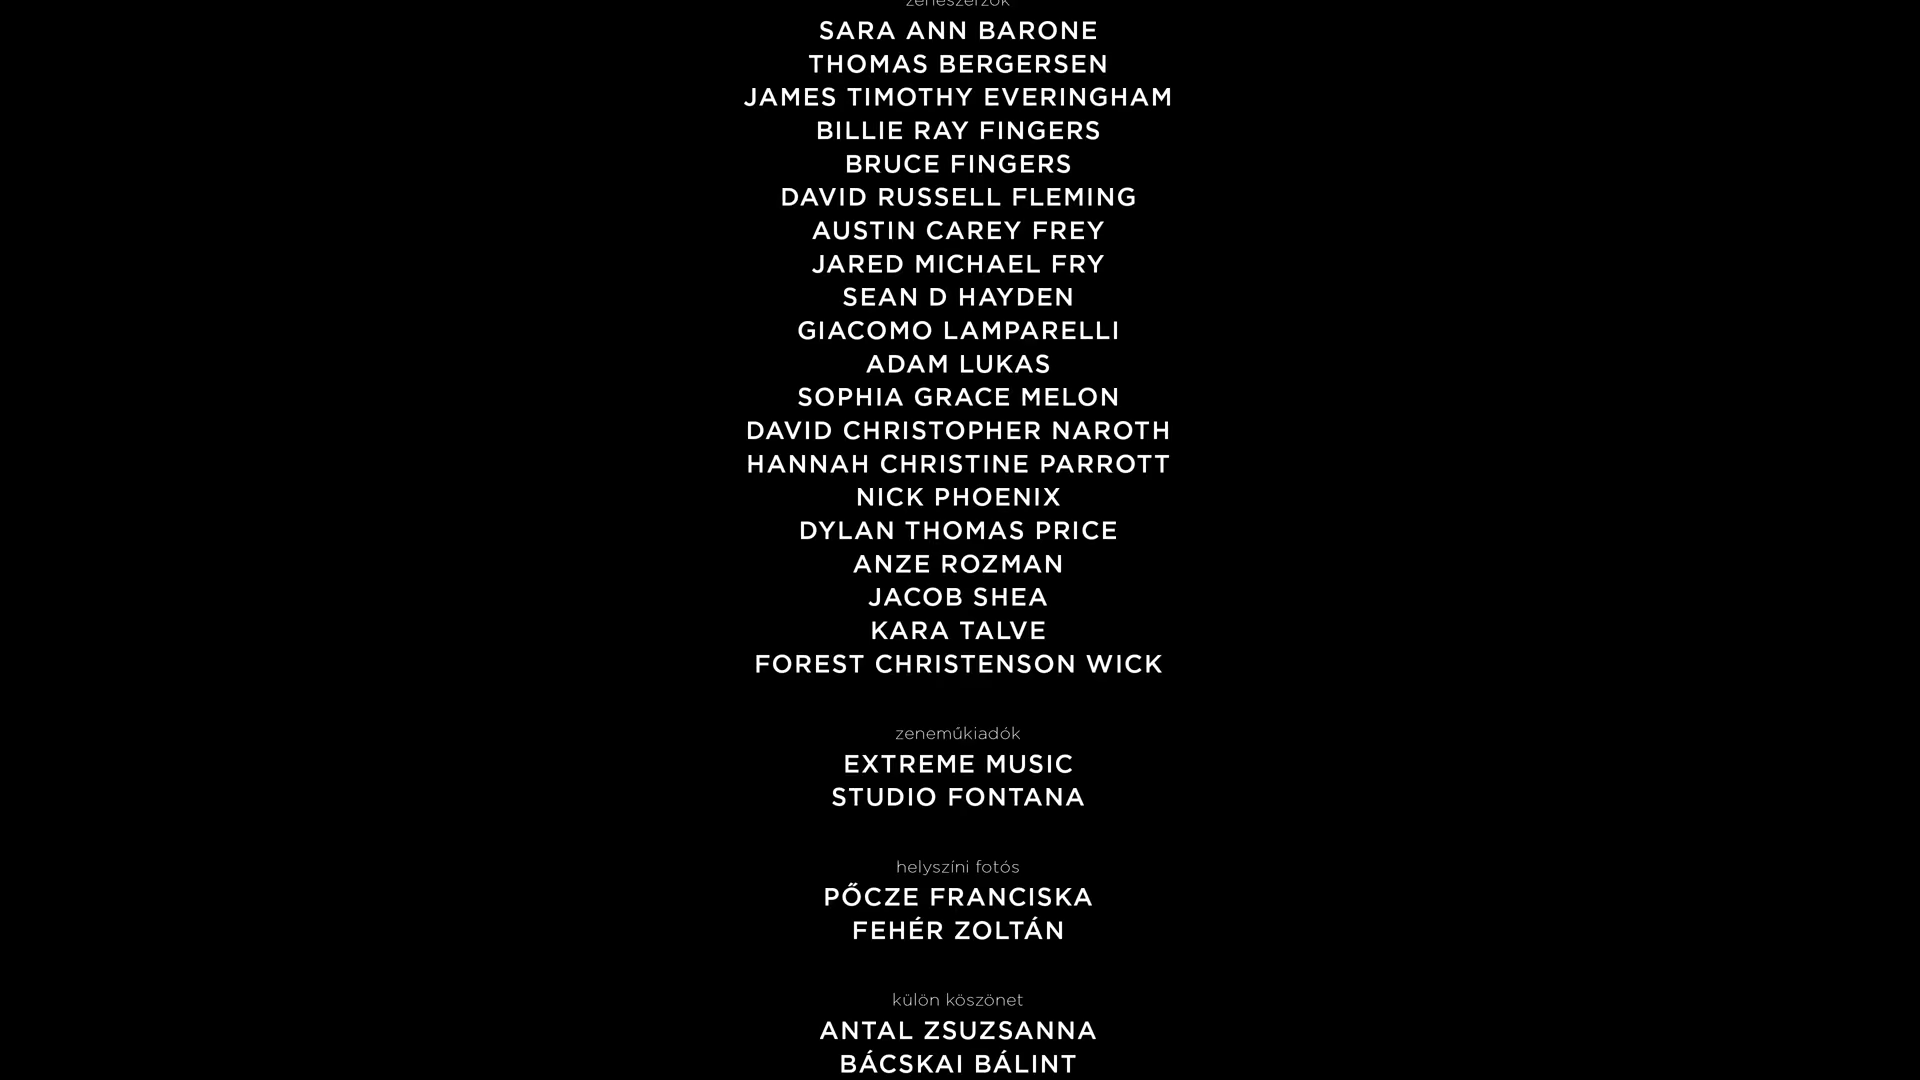 zeneszerzők
SARA ANN BARONE
THOMAS BERGERSEN
JAMES TIMOTHY EVERINGHAM
BILLIE RAY FINGERS
BRUCE FINGERS
DAVID RUSSELL FLEMING
AUSTIN CAREY FREY
JARED MICHAEL FRY
SEAN D HAYDEN
GIACOMO LAMPARELLI
ADAM LUKAS
SOPHIA GRACE MELON
DAVID CHRISTOPHER NAROTH
HANNAH CHRISTINE PARROTT
NICK PHOENIX
DYLAN THOMAS PRICE
ANZE ROZMAN
JACOB SHEA
KARA TALVE
FOREST CHRISTENSON WICK
zeneműkiadók
EXTREME MUSIC
STUDIO FONTANA
helyszíni fotós
PŐCZE FRANCISKA
FEHÉR ZOLTÁN
külön köszönet
ANTAL ZSUZSANNA
BÁCSKAI BÁLINT